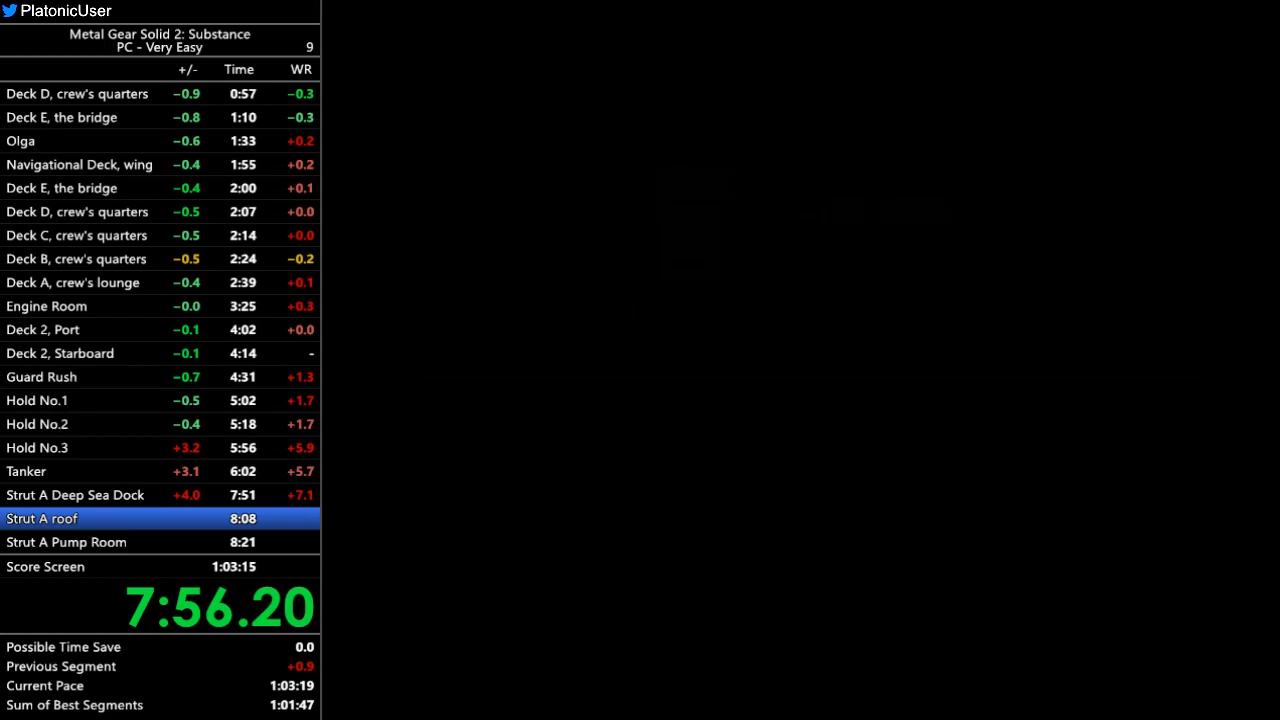 PlatonicUser
Metal Gear Solid 2: Substance
PC - Very Easy 9
+/- Time WR
Deck D, crew's quarters −0.9 0:57 −0.3
Deck E, the bridge −0.8 1:10 −0.3
Olga −0.6 1:33 +0.2
Navigational Deck, wing −0.4 1:55 +0.2
Deck E, the bridge −0.4 2:00 +0.1
Deck D, crew's quarters −0.5 2:07 +0.0
Deck C, crew's quarters −0.5 2:14 +0.0
Deck B, crew's quarters −0.5 2:24 −0.2
Deck A, crew's lounge −0.4 2:39 +0.1
Engine Room −0.0 3:25 +0.3
Deck 2, Port −0.1 4:02 +0.0
Deck 2, Starboard −0.1 4:14 -
Guard Rush −0.7 4:31 +1.3
Hold No.1 −0.5 5:02 +1.7
Hold No.2 −0.4 5:18 +1.7
Hold No.3 +3.2 5:56 +5.9
Tanker +3.1 6:02 +5.7
Strut A Deep Sea Dock +4.0 7:51 +7.1
Strut A roof 8:08
Strut A Pump Room 8:21
Score Screen 1:03:15
7:56.20
Possible Time Save 0.0
Previous Segment +0.9
Current Pace 1:03:19
Sum of Best Segments 1:01:47